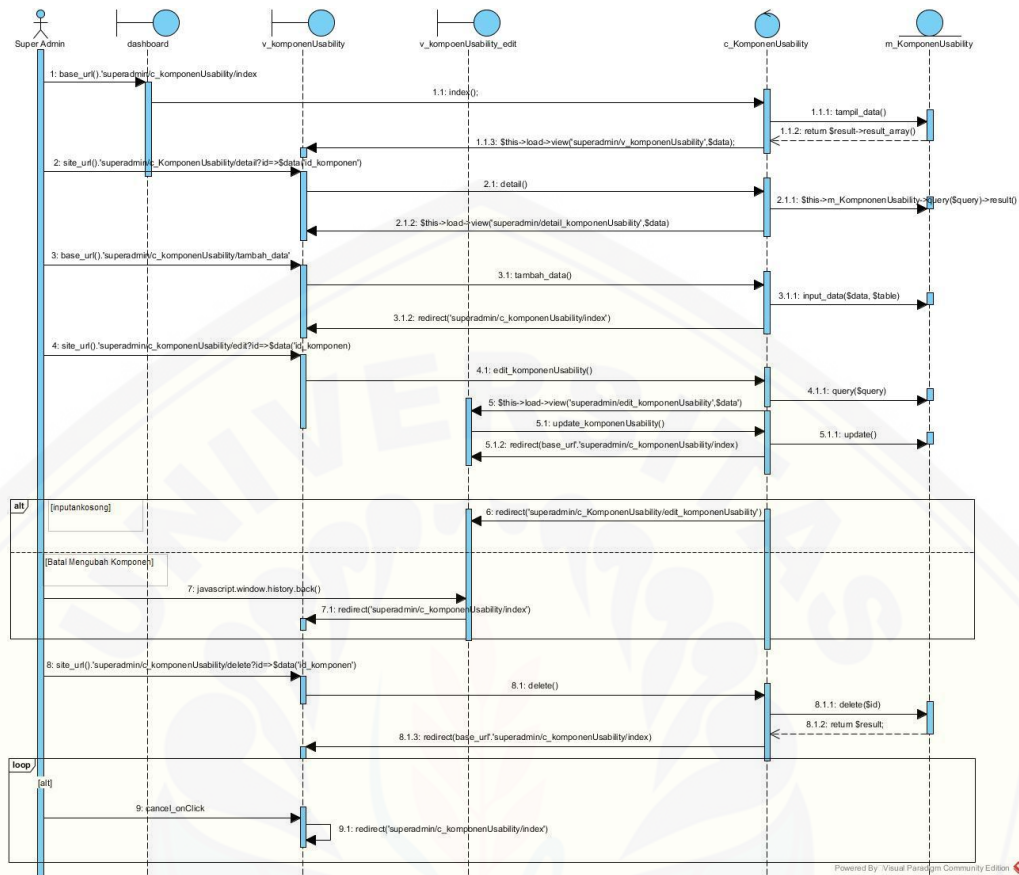 Super Admin
dashboard
v_komponenUsability
v_kompoenUsability_edit
c_KomponenUsability
m_KomponenUsability
1: base_url().'superadmin/c_komponenUsability/index
1.1: index();
1.1.1: tampil_data()
1.1.2: return $result->result_array()
1.1.3: $this->load->view('superadmin/v_komponenUsability',$data);
2: site_url().'superadmin/c_KomponenUsability/detail?id=>$data('id_komponen')
2.1: detail()
2.1.1: $this->m_KompnonenUsability->query($query)->result()
2.1.2: $this->load->view('superadmin/detail_komponenUsability',$data)
3: base_url().'superadmin/c_komponenUsability/tambah_data'
3.1: tambah_data()
3.1.1: input_data($data, $table)
3.1.2: redirect('superadmin/c_komponenUsability/index')
4: site_url().'superadmin/c_komponenUsability/edit?id=>$data('id_komponen)
4.1: edit_komponenUsability()
4.1.1: query($query)
5: $this->load->view('superadmin/edit_komponenUsability',$data')
5.1: update_komponenUsability()
5.1.1: update()
5.1.2: redirect(base_url'.'superadmin/c_komponenUsability/index)
alt
[inputankosong]
6: redirect('superadmin/c_KomponenUsability/edit_komponenUsability')
[Batal Mengubah Komponen]
7: javascript.window.history.back()
7.1: redirect('superadmin/c_komponenUsability/index')
8: site_url().'superadmin/c_komponenUsability/delete?id=>$data('id_komponen')
8.1: delete()
8.1.1: delete($id)
8.1.2: return $result;
8.1.3: redirect(base_url'.'superadmin/c_komponenUsability/index)
loop
[alt]
9: cancel_onClick
9.1: redirect('superadmin/c_komponenUsability/index')
UNIVERSITAS
Powered By Visual Paradigm Community Edition